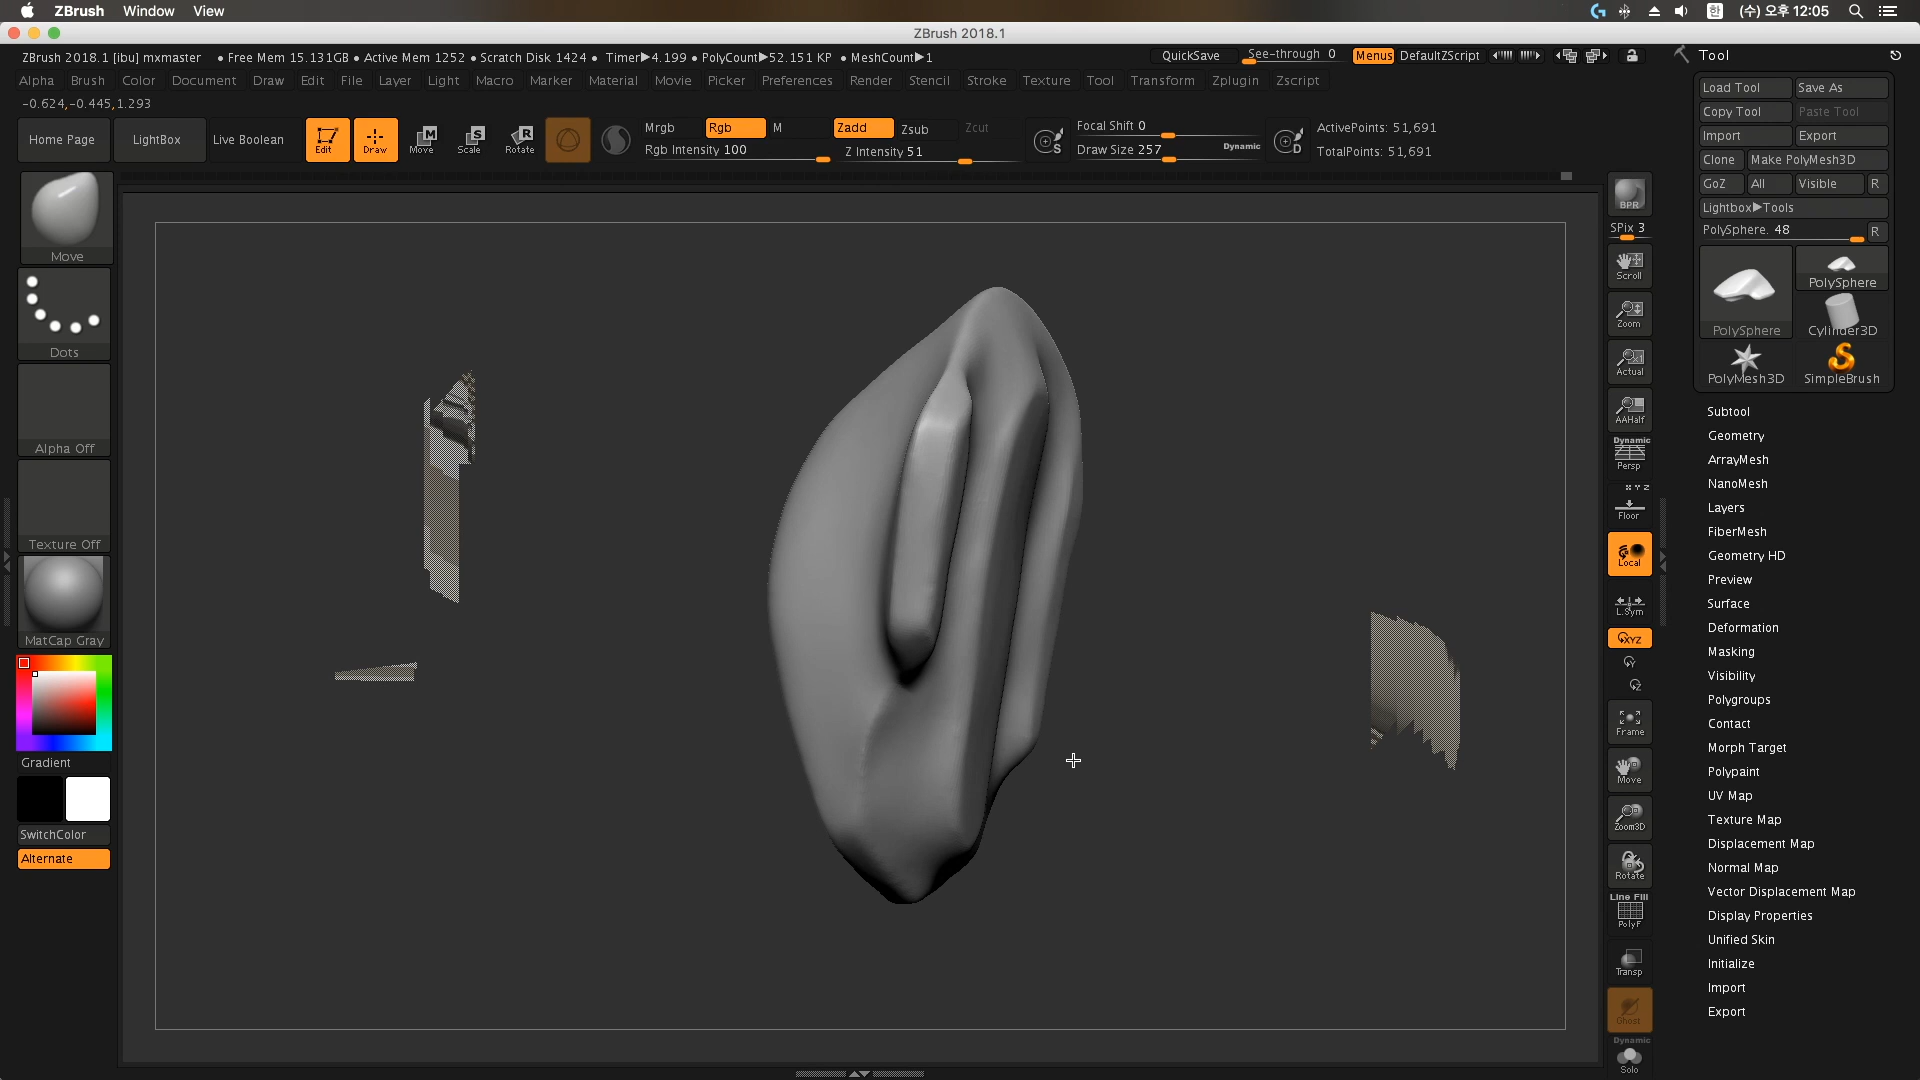 ZBrush Window View
한 (수) 오후 12:05
ZBrush 2018.1
ZBrush 2018.1 [ibu] mxmaster • Free Mem 15.131GB • Active Mem 1252 • Scratch Disk 1424 • Timer▶4.199 • PolyCount▶52.151 KP • MeshCount▶1
QuickSave See-through 0 Menus DefaultZScript
Alpha Brush Color Document Draw Edit File Layer Light Macro Marker Material Movie Picker Preferences Render Stencil Stroke Texture Tool Transform Zplugin Zscript
-0.624,-0.445,1.293
Home Page
LightBox
Live Boolean
Edit
Draw
Move
M
Scale
S
Rotate
R
Mrgb Rgb M
Rgb Intensity 100
Zadd Zsub Zcut
Z Intensity 51
S
Focal Shift 0
Draw Size 257 Dynamic
D
ActivePoints: 51,691
TotalPoints: 51,691
Move
Dots
Alpha Off
Texture Off
MatCap Gray
Gradient
SwitchColor
Alternate
BPR
SPix 3
Scroll
Zoom
Actual
AAHalf
Dynamic
Persp
X Y Z
Floor
Local
L.Sym
XYZ
Y
Z
Frame
Move
Zoom3D
Rotate
Line Fill
PolyF
Transp
Ghost
Dynamic
Solo
Tool
Load Tool Save As
Copy Tool Paste Tool
Import Export
Clone Make PolyMesh3D
GoZ All Visible R
Lightbox▶Tools
PolySphere. 48 R
PolySphere
PolySphere
Cylinder3D
PolyMesh3D
SimpleBrush
Subtool
Geometry
ArrayMesh
NanoMesh
Layers
FiberMesh
Geometry HD
Preview
Surface
Deformation
Masking
Visibility
Polygroups
Contact
Morph Target
Polypaint
UV Map
Texture Map
Displacement Map
Normal Map
Vector Displacement Map
Display Properties
Unified Skin
Initialize
Import
Export